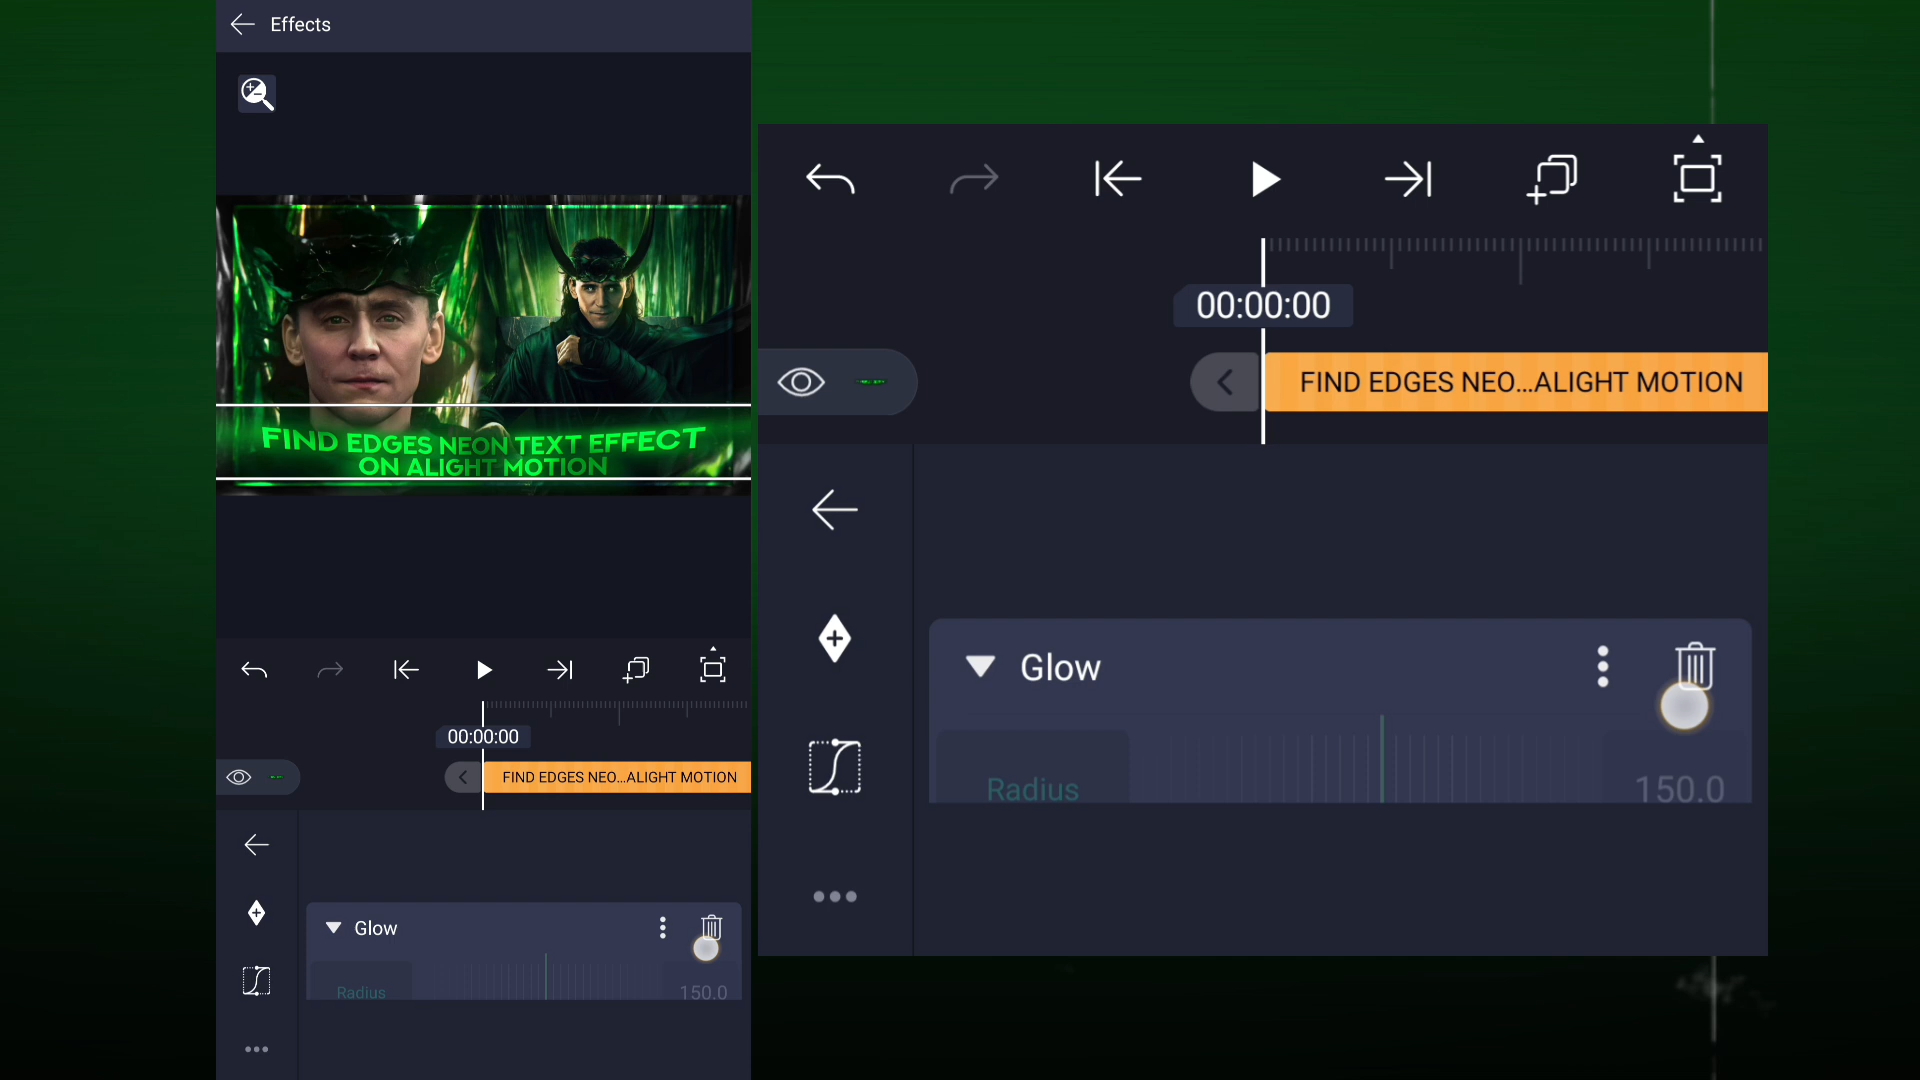 Effects
FIND EDGES NEON TEXT EFFECT
ON ALIGHT MOTION
00:00:00
FIND EDGES NEO...ALIGHT MOTION
Glow
Radius
150.0
00:00:00
FIND EDGES NEO...ALIGHT MOTION
Glow
Radius
150.0